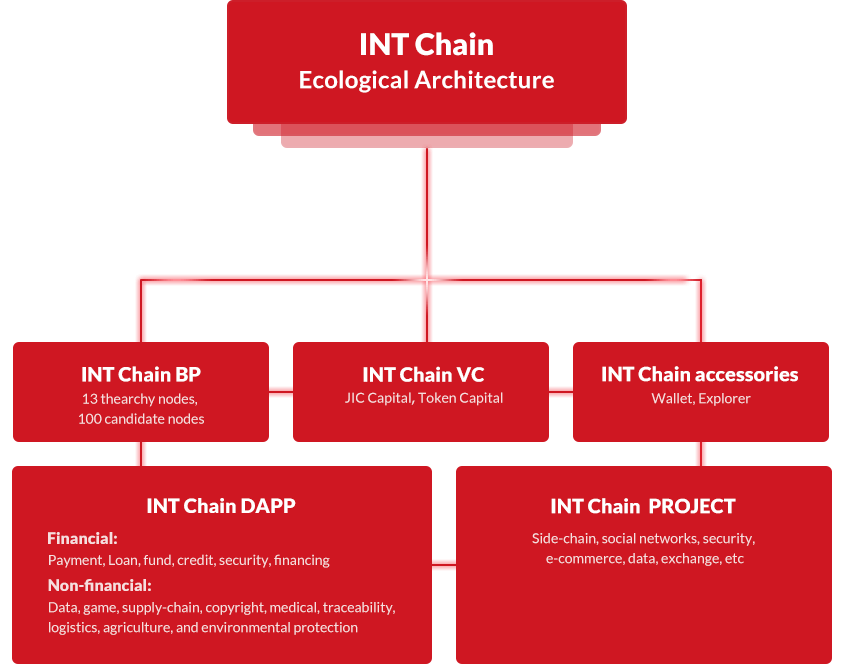 INT Chain
Ecological Architecture
INT Chain BP
13 thearchy nodes,
100 candidate nodes
INT Chain VC
JIC Capital, Token Capital
INT Chain accessories
Wallet, Explorer
INT Chain DAPP
Financial:
Payment, Loan, fund, credit, security, financing
Non-financial:
Data, game, supply-chain, copyright, medical, traceability,
logistics, agriculture, and environmental protection
INT Chain PROJECT
Side-chain, social networks, security,
e-commerce, data, exchange, etc